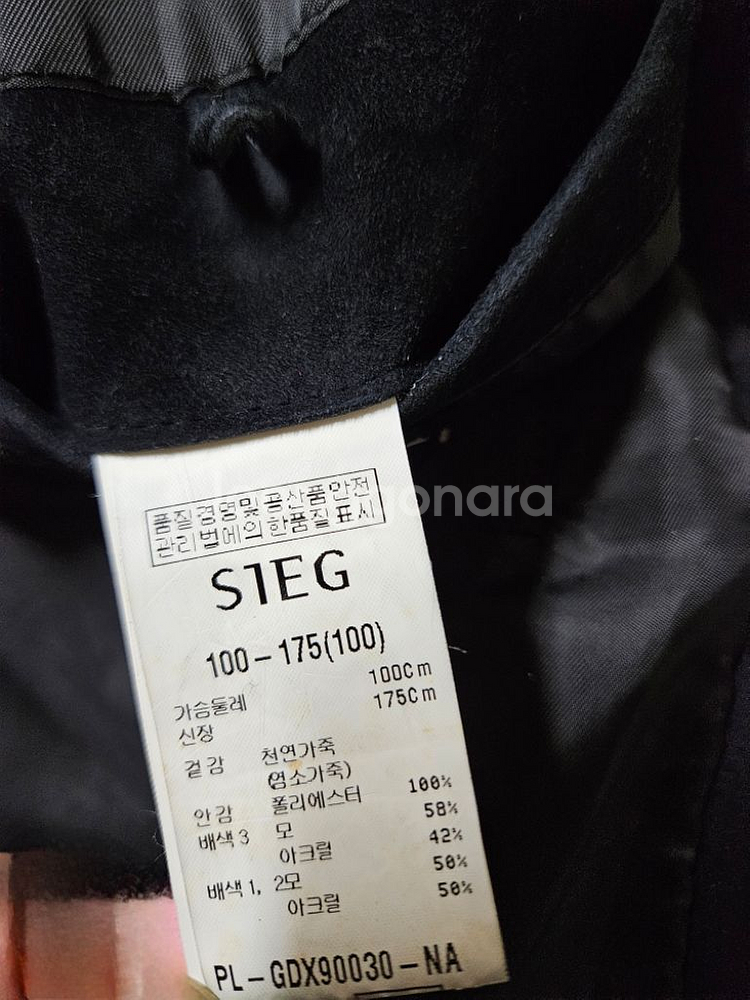 품질경영및공산품안전
관리법에의한품질표시
SIEG
100-175(100)
가슴둘레 100Cm
신장 175Cm
겉감 천연가죽
(염소가죽)
안감 폴리에스터 100%
배색3 모 58%
아크릴 42%
배색1, 2모 50%
아크릴 50%
PL-GDX90030-NA
onara